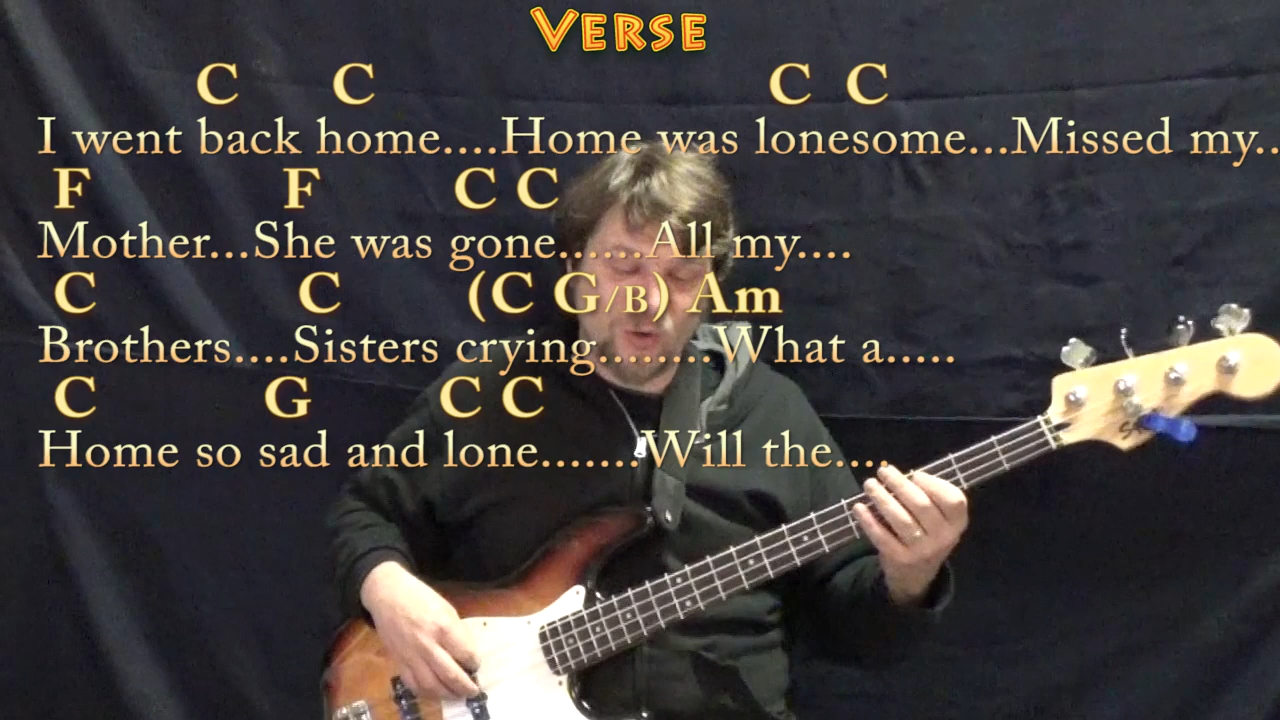 VERSE
C C C C
I went back home....Home was lonesome...Missed my..
F F C C
Mother...She was gone......All my....
C C (C G/B) Am
Brothers....Sisters crying........What a.....
C G C C
Home so sad and lone.......Will the....